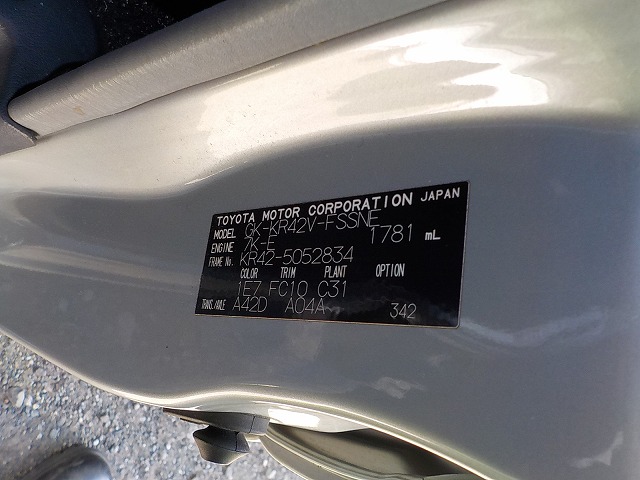 TOYOTA MOTOR CORPORATION JAPAN
MODEL GK-KR42V-FSSNE
ENGINE 7K-E 1781 mL
FRAME No. KR42-5052834
COLOR TRIM PLANT OPTION
1E7 FC10 C31
TRANS./AXLE A42D A04A 342